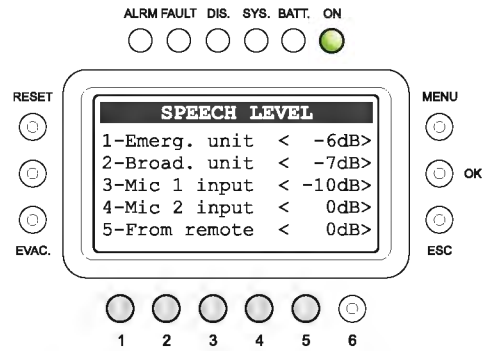 ALRM FAULT DIS. SYS. BATT. ON
RESET
MENU
SPEECH LEVEL
1-Emerg. unit < -6dB>
2-Broad. unit < -7dB>
3-Mic 1 input < -10dB>
OK
4-Mic 2 input < 0dB>
5-From remote < 0dB>
EVAC.
ESC
1 2 3 4 5 6